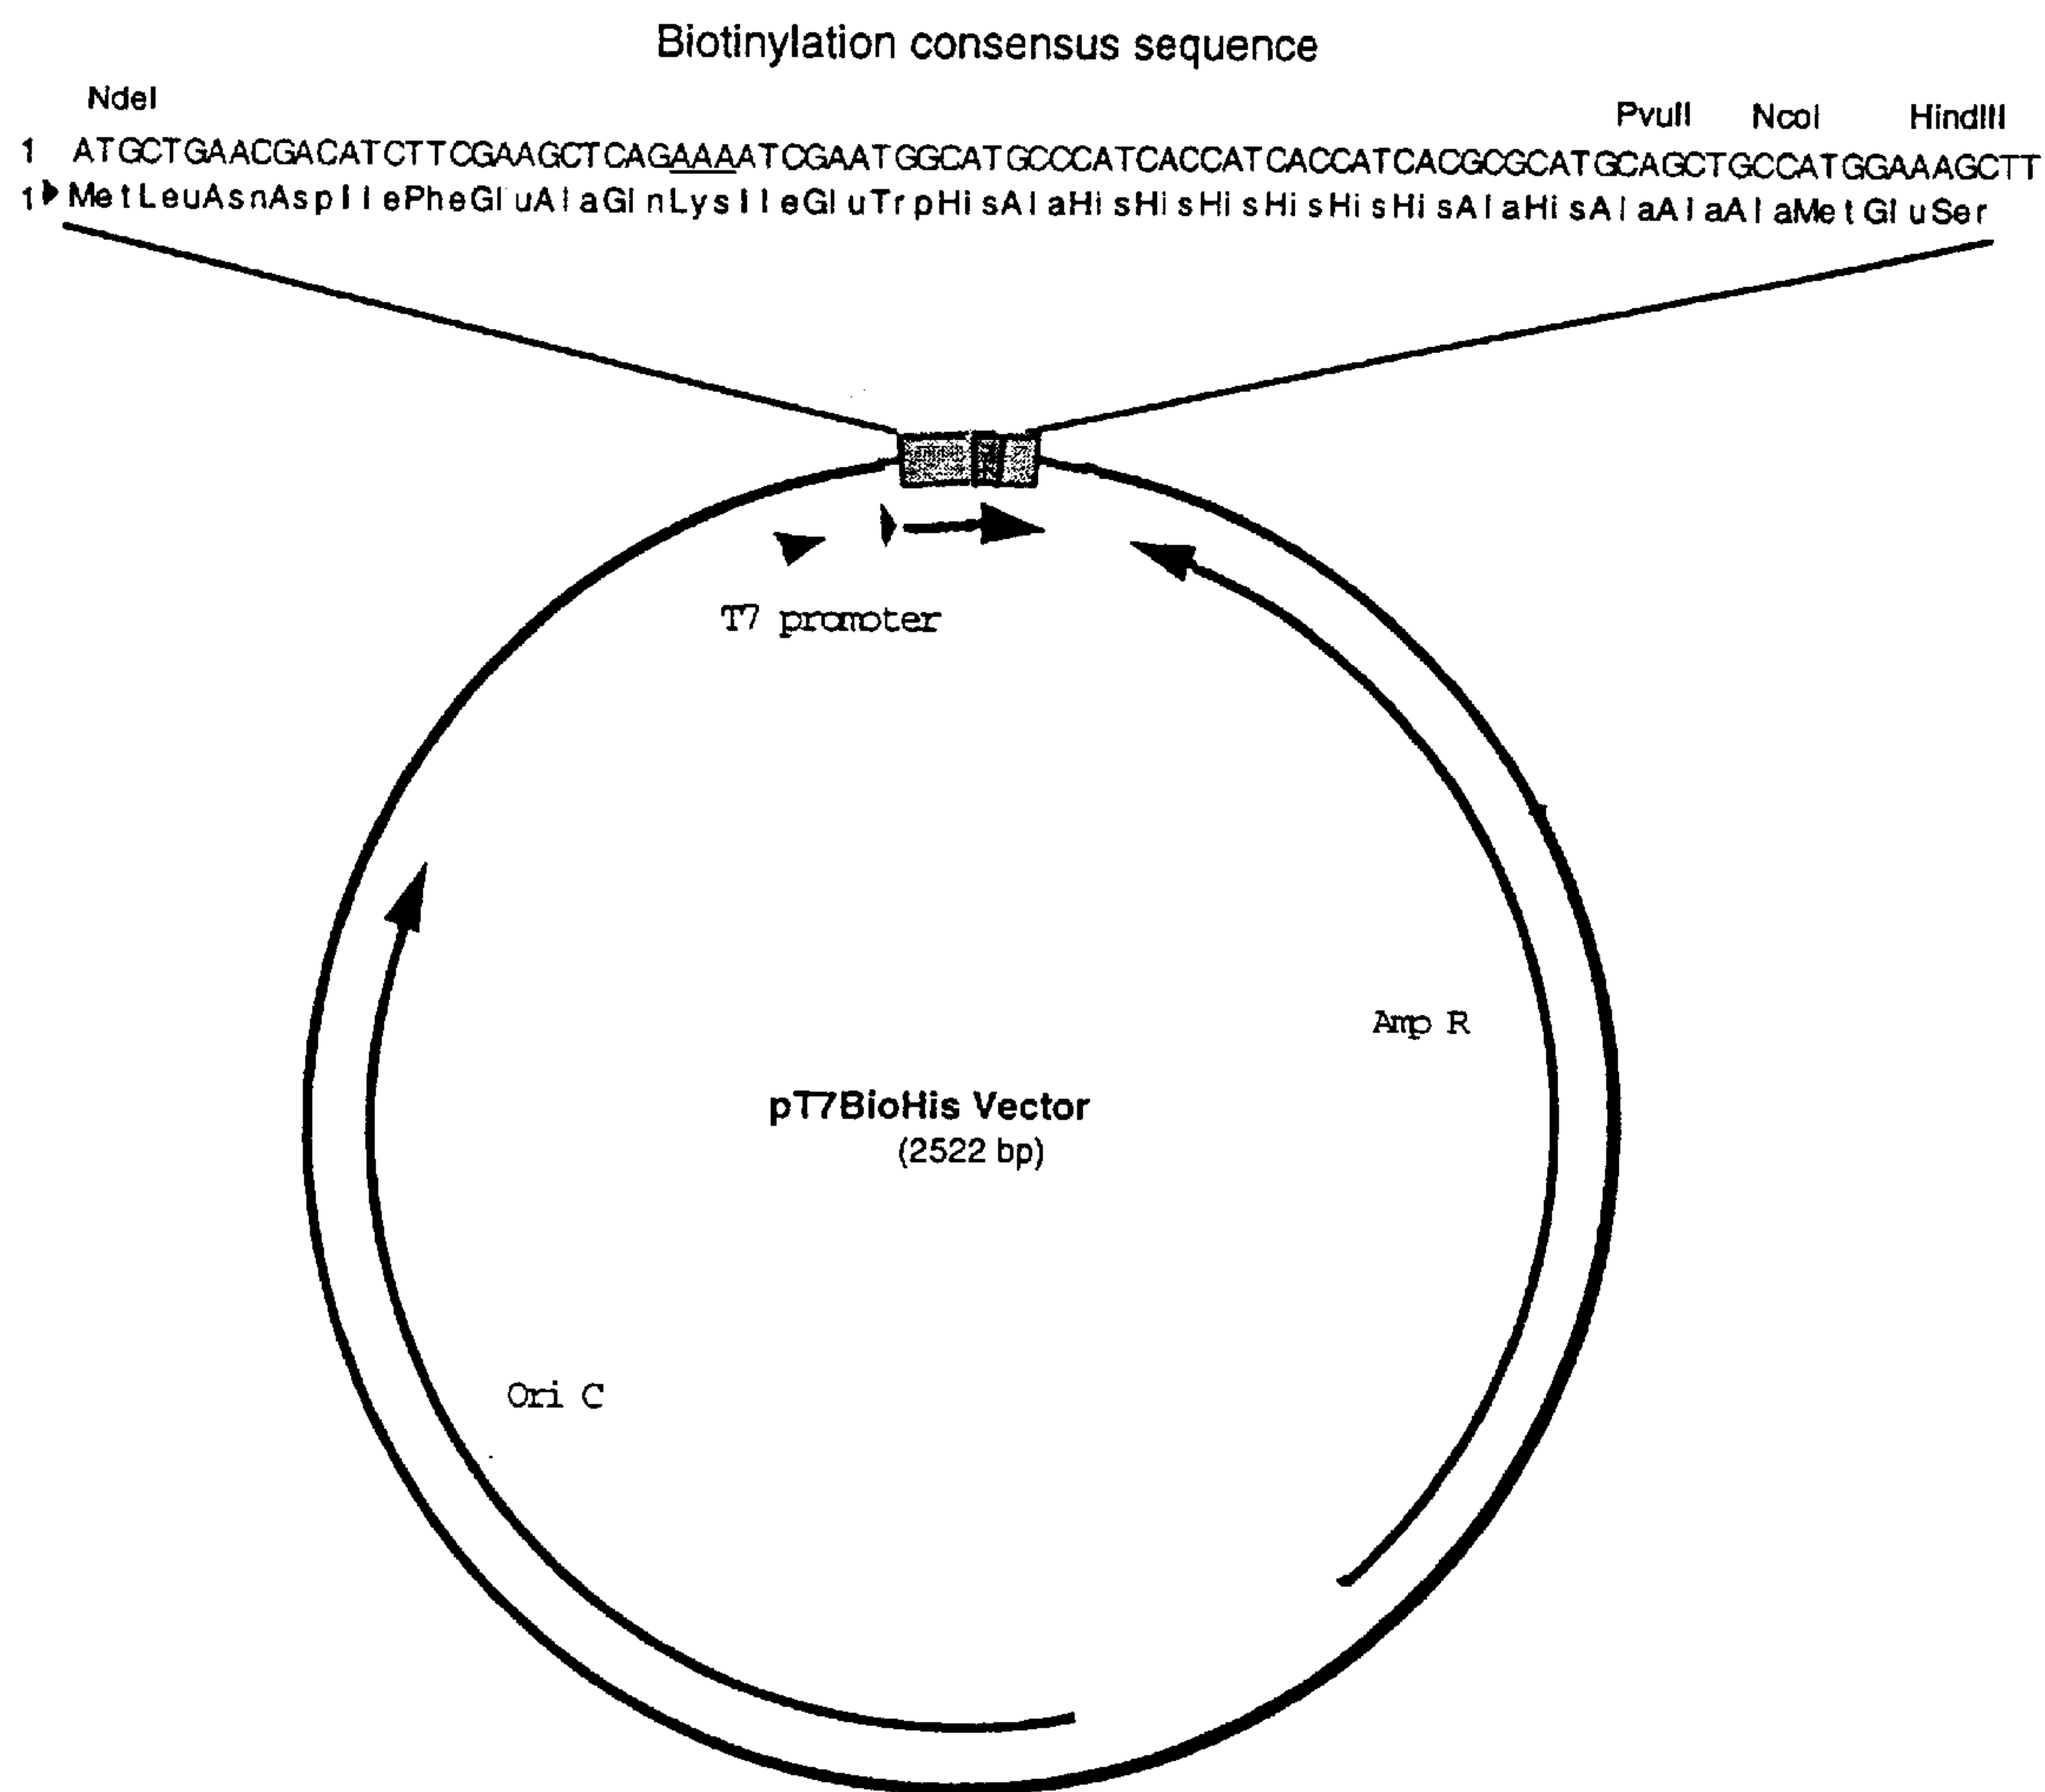 Biotinylation consensus sequence
NdeI PvuII NcoI HindIII
1 ATGCTGAACGACATCTTCGAAGCTCAGAAAATCGAATGGCATGCCCATCACCATCACCATCACGCGCATGCAGCTGCCATGGAAAGCTT
1 MetLeuAsnAspIlePheGluAlaGlnLysIleGluTrpHisAlaHisHisHisHisHisHisAlaHisAlaAlaAlaMetGluSer
T7 promoter
Amp R
pT7BioHis Vector
(2522 bp)
Ori C